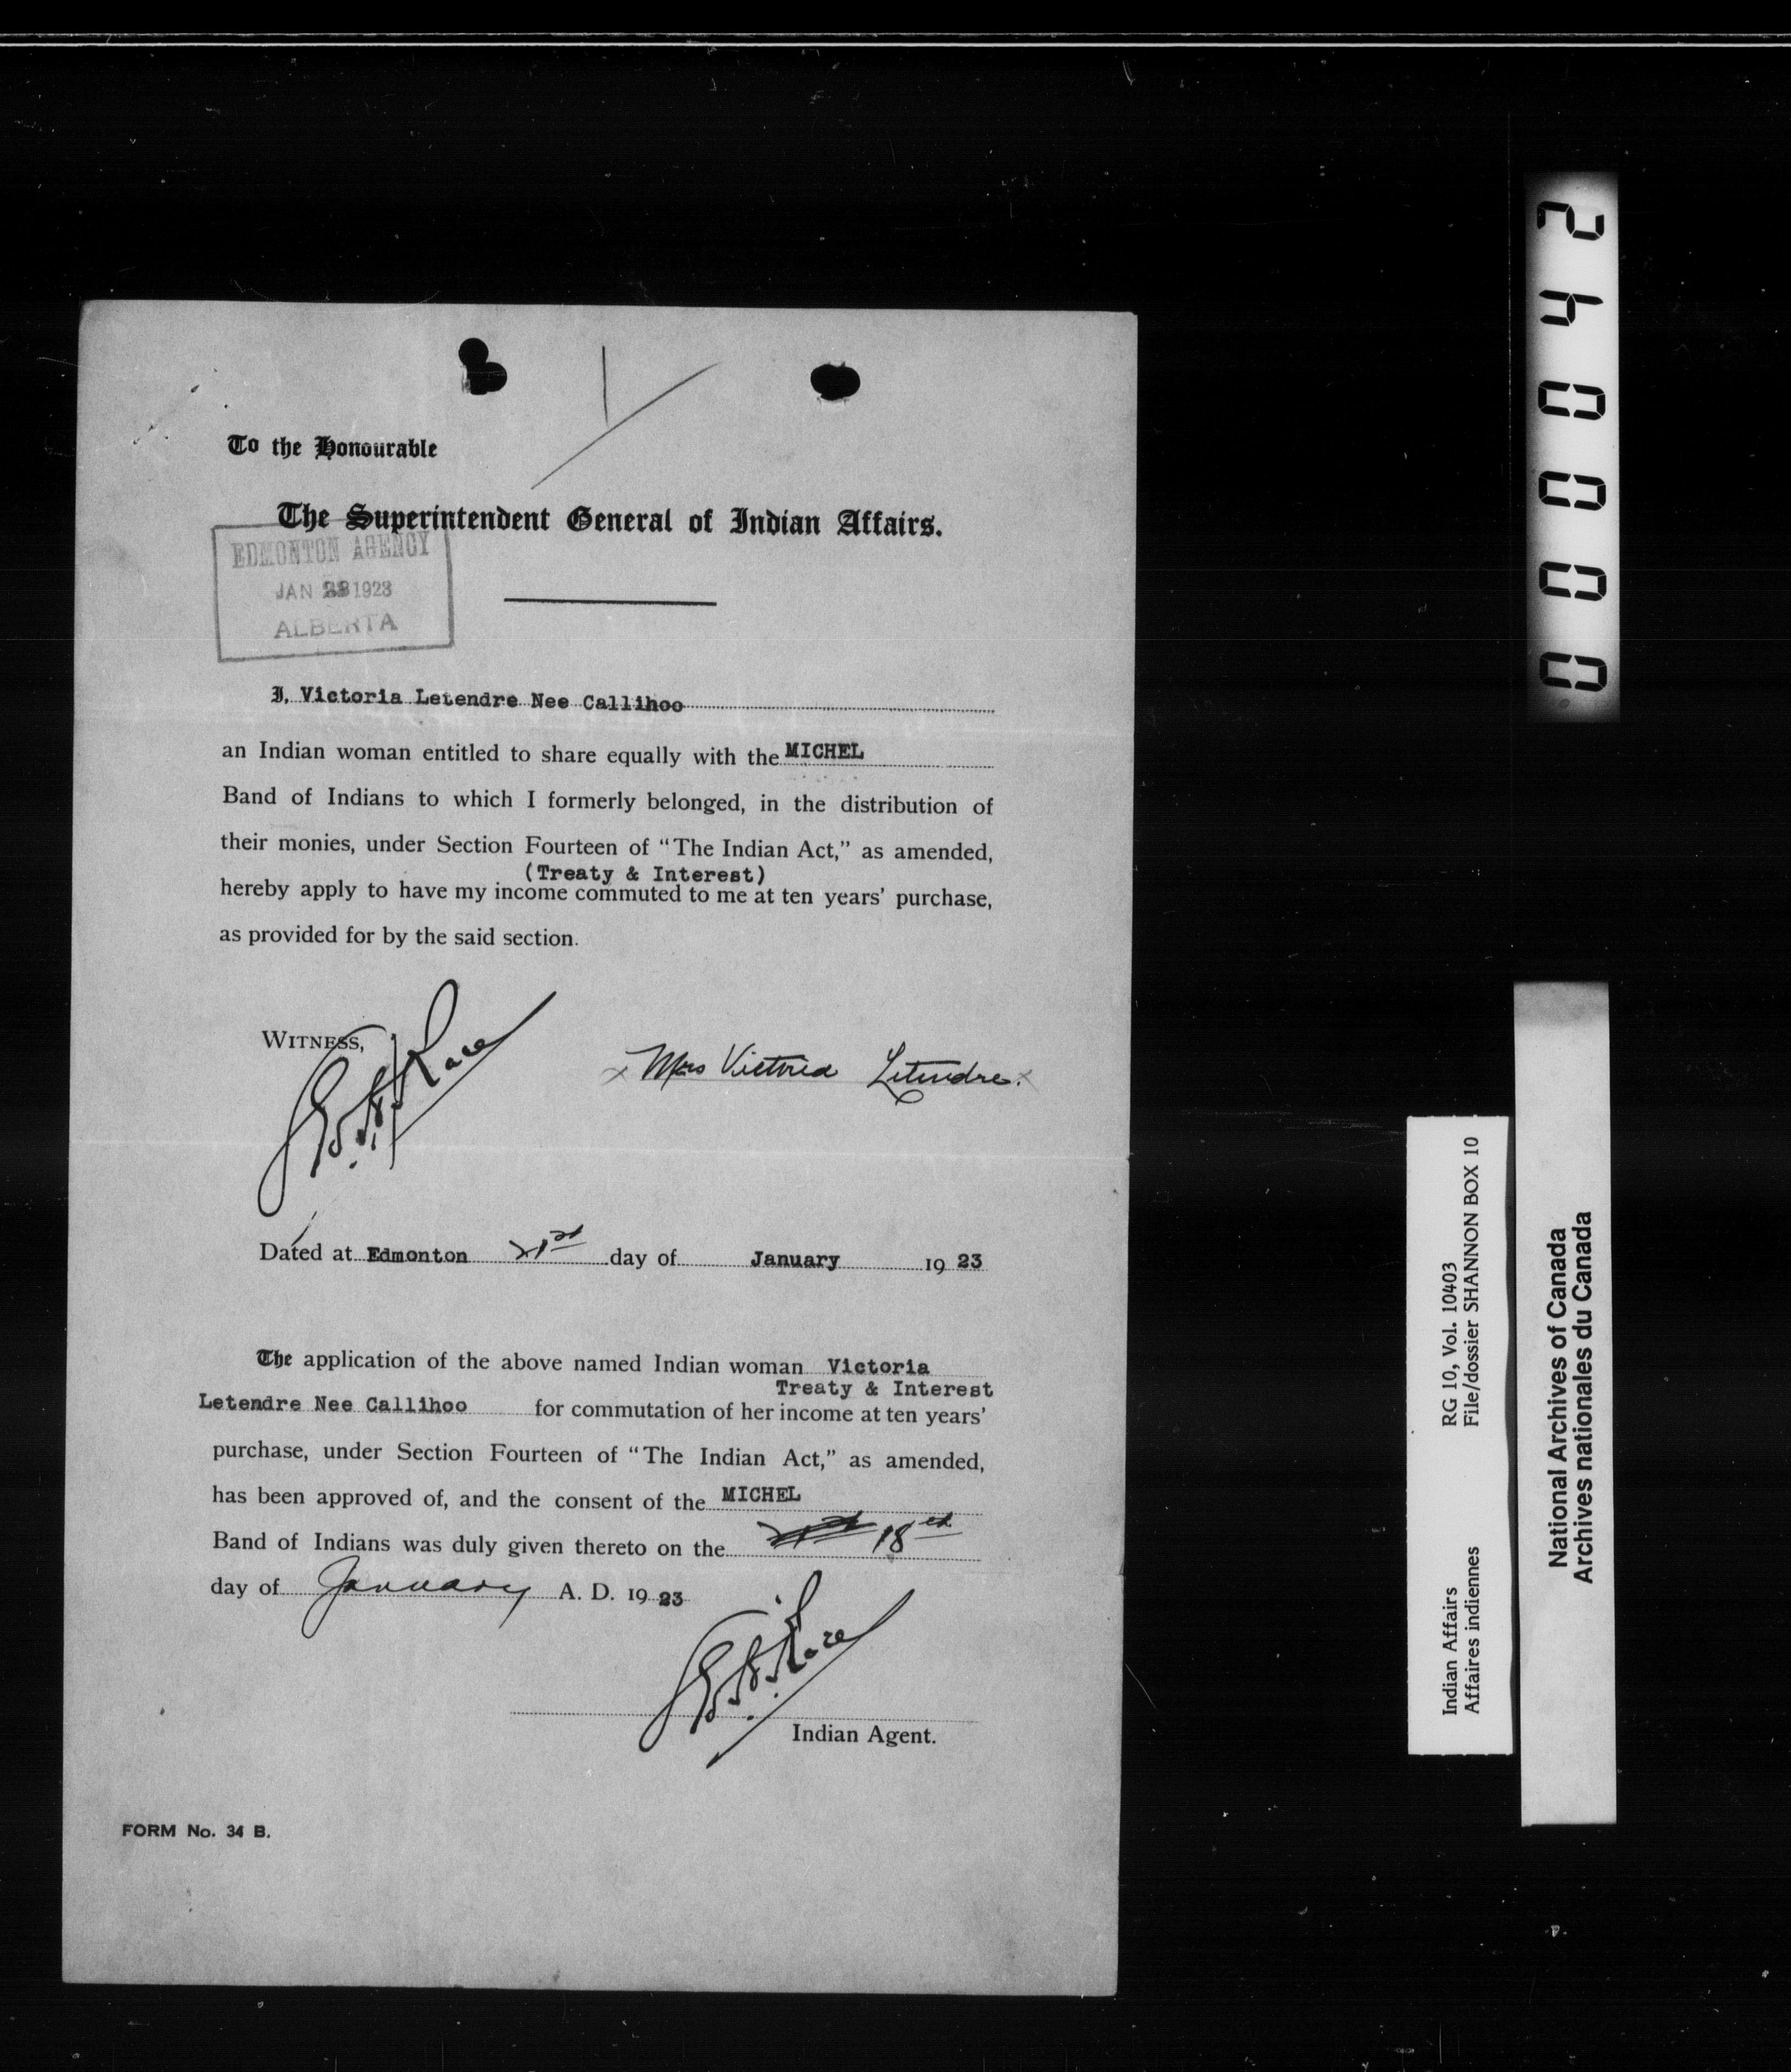 To the Honourable
The Superintendent General of Indian Affairs.
EDMONTON AGENCY
JAN 1923
ALBERTA
I, Victoria Letendre Nee Callihoo
an Indian woman entitled to share equally with the MICHEL
Band of Indians to which I formerly belonged, in the distribution of
their monies, under Section Fourteen of "The Indian Act," as amended,
(Treaty & Interest)
hereby apply to have my income commuted to me at ten years' purchase,
as provided for by the said section.
WITNESS,
x Mrs Victoria Letendre. x
Dated at Edmonton 21st day of January 19 23
The application of the above named Indian woman Victoria
Treaty & Interest
Letendre Nee Callihoo for commutation of her income at ten years'
purchase, under Section Fourteen of "The Indian Act," as amended,
has been approved of, and the consent of the MICHEL
Band of Indians was duly given thereto on the 18
day of January A. D. 19 23
Indian Agent.
FORM No. 34 B.
000042
Indian Affairs RG 10, Vol. 10403
Affaires indiennes File/dossier SHANNON BOX 10
National Archives of Canada
Archives nationales du Canada